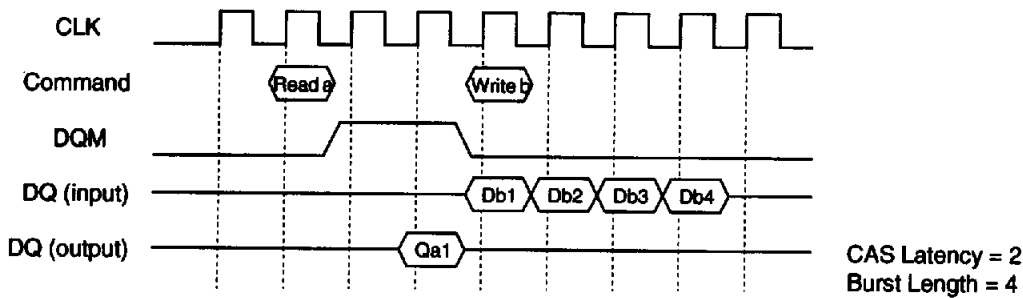 CLK
Command Read a Write b
DQM
DQ (input) Db1 Db2 Db3 Db4
DQ (output) Qa1
CAS Latency = 2
Burst Length = 4